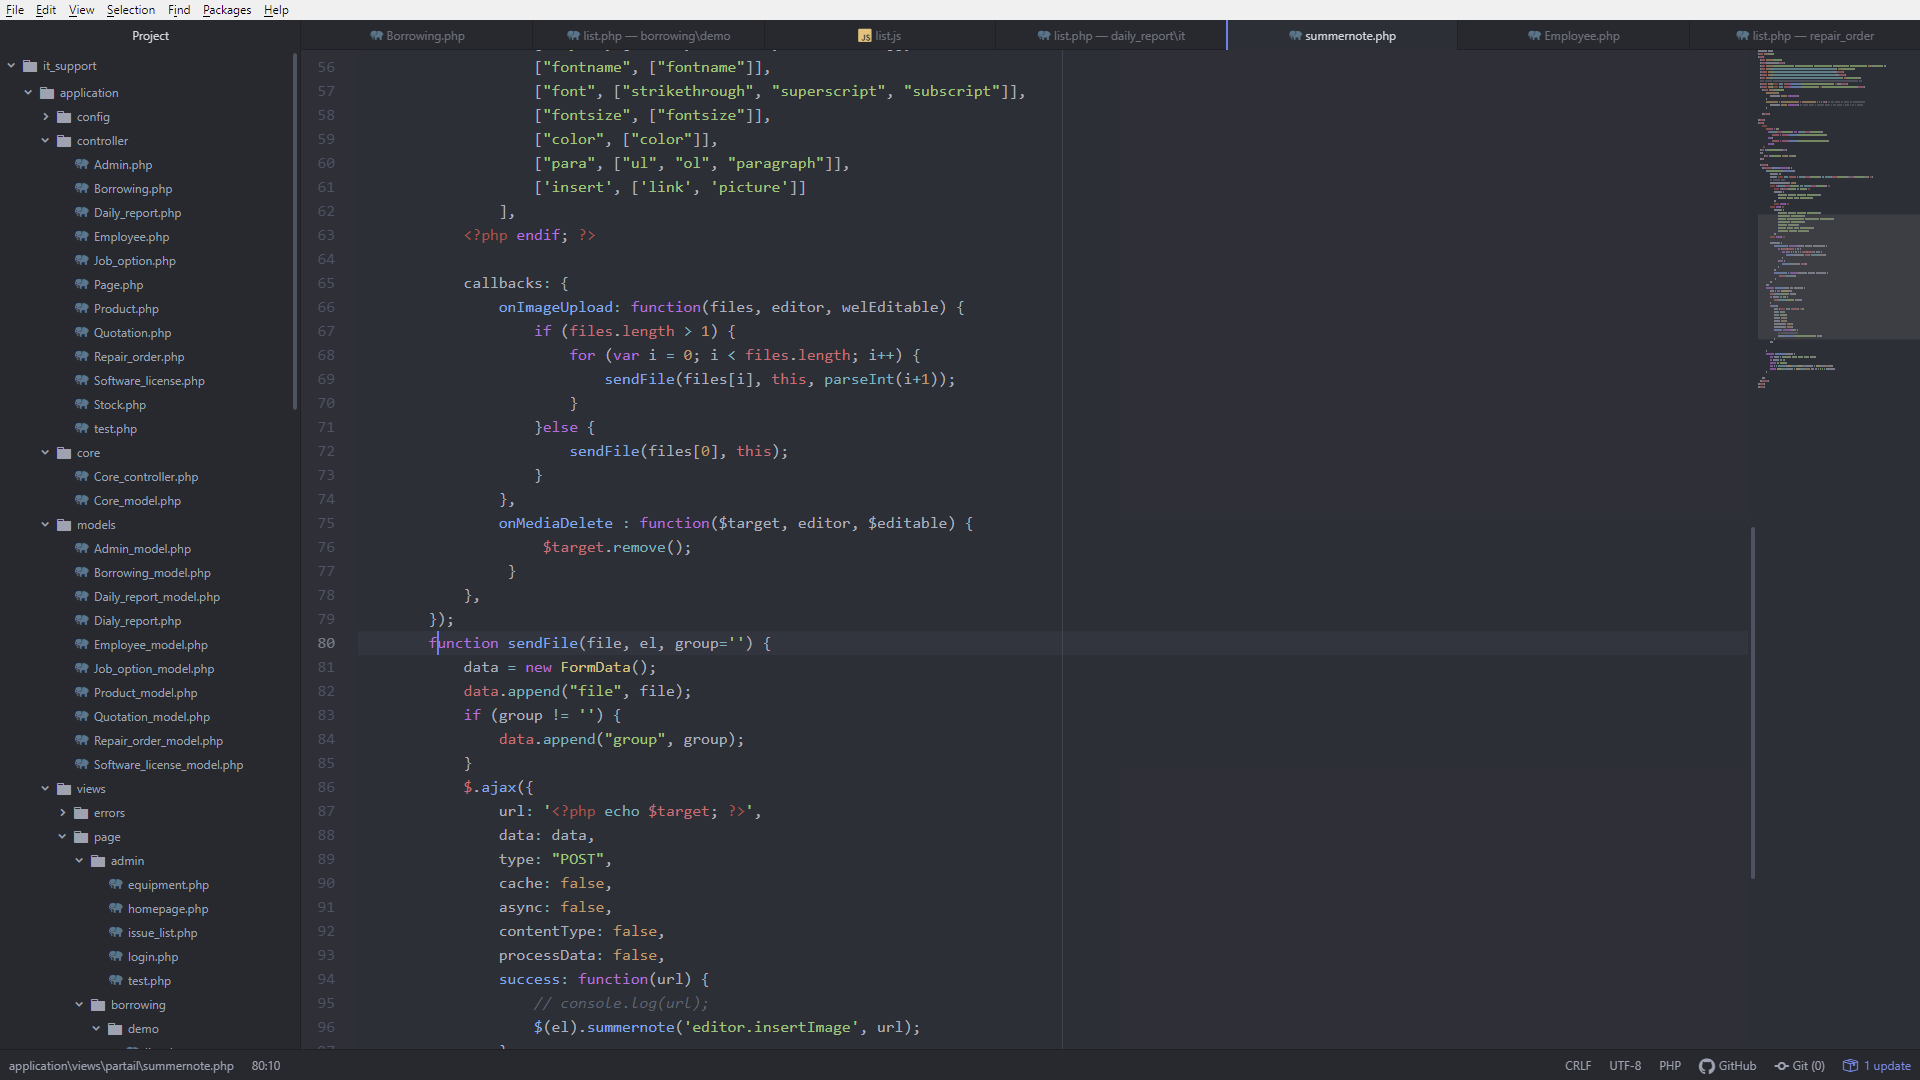 File Edit View Selection Find Packages Help
Project
Borrowing.php
list.php — borrowing\demo
list.js
list.php — daily_report\it
summernote.php
Employee.php
list.php — repair_order
it_support
application
config
controller
Admin.php
Borrowing.php
Daily_report.php
Employee.php
Job_option.php
Page.php
Product.php
Quotation.php
Repair_order.php
Software_license.php
Stock.php
test.php
core
Core_controller.php
Core_model.php
models
Admin_model.php
Borrowing_model.php
Daily_report_model.php
Dialy_report.php
Employee_model.php
Job_option_model.php
Product_model.php
Quotation_model.php
Repair_order_model.php
Software_license_model.php
views
errors
page
admin
equipment.php
homepage.php
issue_list.php
login.php
test.php
borrowing
demo
56 ["fontname", ["fontname"]],
57 ["font", ["strikethrough", "superscript", "subscript"]],
58 ["fontsize", ["fontsize"]],
59 ["color", ["color"]],
60 ["para", ["ul", "ol", "paragraph"]],
61 ['insert', ['link', 'picture']]
62 ],
63 <?php endif; ?>
64
65 callbacks: {
66 onImageUpload: function(files, editor, welEditable) {
67 if (files.length > 1) {
68 for (var i = 0; i < files.length; i++) {
69 sendFile(files[i], this, parseInt(i+1));
70 }
71 }else {
72 sendFile(files[0], this);
73 }
74 },
75 onMediaDelete : function($target, editor, $editable) {
76 $target.remove();
77 }
78 },
79 });
80 function sendFile(file, el, group='') {
81 data = new FormData();
82 data.append("file", file);
83 if (group != '') {
84 data.append("group", group);
85 }
86 $.ajax({
87 url: '<?php echo $target; ?>',
88 data: data,
89 type: "POST",
90 cache: false,
91 async: false,
92 contentType: false,
93 processData: false,
94 success: function(url) {
95 // console.log(url);
96 $(el).summernote('editor.insertImage', url);
application\views\partail\summernote.php 80:10
CRLF UTF-8 PHP GitHub Git (0) 1 update